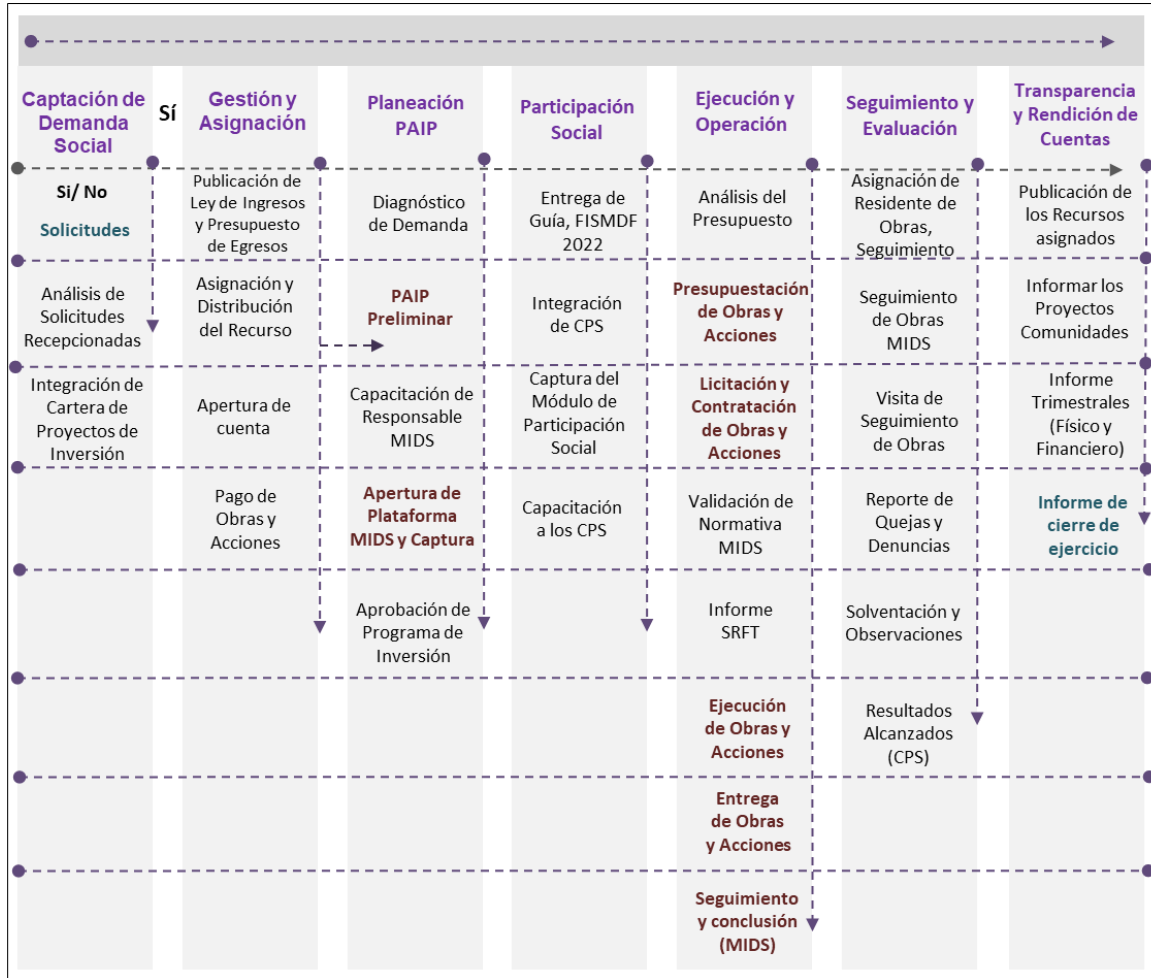 Captación de
Demanda
Social
Sí
Gestión y
Asignación
Planeación
PAIP
Participación
Social
Ejecución y
Operación
Seguimiento y
Evaluación
Transparencia
y Rendición de
Cuentas
Si/ No
Solicitudes
Publicación de
Ley de Ingresos
y Presupuesto
de Egresos
Diagnóstico
de Demanda
Entrega de
Guía, FISMDF
2022
Análisis del
Presupuesto
Asignación de
Residente de
Obras,
Seguimiento
Publicación de
los Recursos
asignados
Análisis de
Solicitudes
Recepcionadas
Asignación y
Distribución
del Recurso
PAIP
Preliminar
Integración
de CPS
Presupuestación
de Obras y
Acciones
Seguimiento
de Obras
MIDS
Informar los
Proyectos
Comunidades
Integración de
Cartera de
Proyectos de
Inversión
Apertura de
cuenta
Capacitación de
Responsable
MIDS
Captura del
Módulo de
Participación
Social
Licitación y
Contratación
de Obras y
Acciones
Visita de
Seguimiento
de Obras
Informe
Trimestrales
(Físico y
Financiero)
Pago de
Obras y
Acciones
Apertura de
Plataforma
MIDS y Captura
Capacitación
a los CPS
Validación de
Normativa
MIDS
Reporte de
Quejas y
Denuncias
Informe de
cierre de
ejercicio
Aprobación de
Programa de
Inversión
Informe
SRFT
Solventación y
Observaciones
Ejecución
de Obras y
Acciones
Resultados
Alcanzados
(CPS)
Entrega
de Obras
y Acciones
Seguimiento
y conclusión
(MIDS)